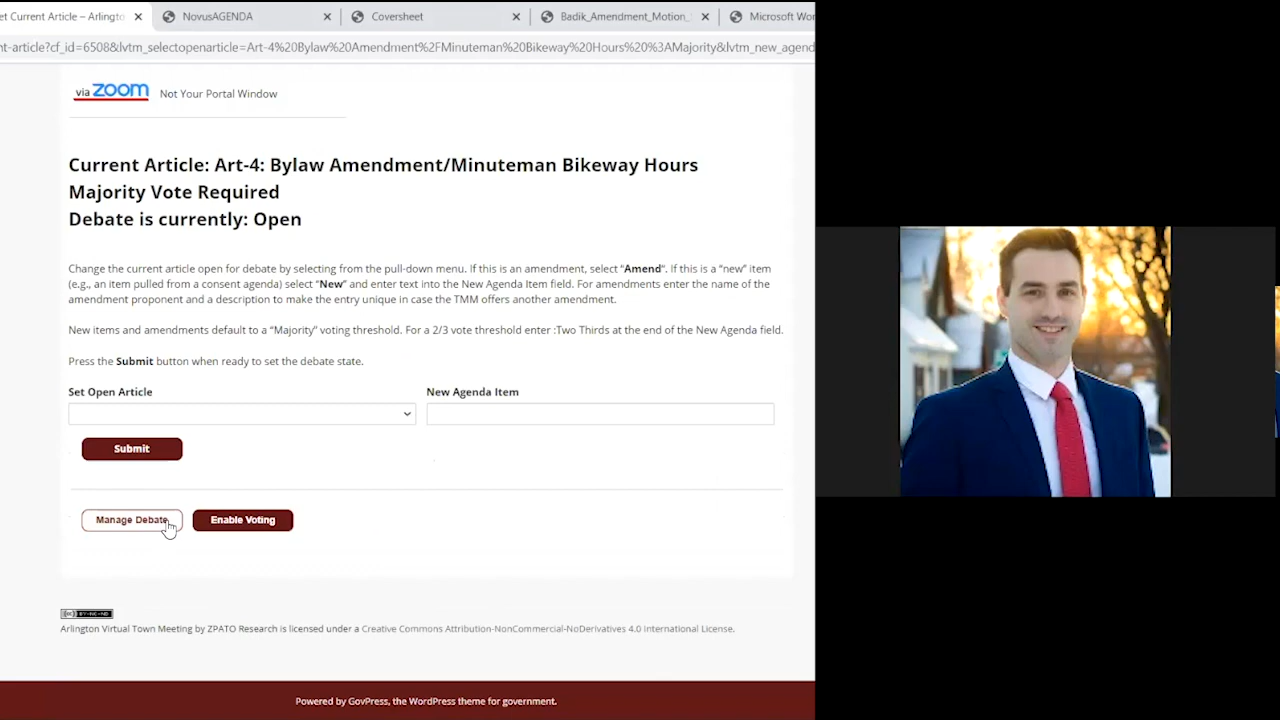 et Current Article – Arlingto
NovusAGENDA
Coversheet
Badik_Amendment_Motion_
Microsoft Wo
nt-article?cf_id=6508&lvtm_selectopenarticle=Art-4%20Bylaw%20Amendment%2FMinuteman%20Bikeway%20Hours%20%3AMajority&lvtm_new_agend
via zoom Not Your Portal Window
Current Article: Art-4: Bylaw Amendment/Minuteman Bikeway Hours
Majority Vote Required
Debate is currently: Open
Change the current article open for debate by selecting from the pull-down menu. If this is an amendment, select “Amend”. If this is a “new” item
(e.g., an item pulled from a consent agenda) select “New” and enter text into the New Agenda Item field. For amendments enter the name of the
amendment proponent and a description to make the entry unique in case the TMM offers another amendment.
New items and amendments default to a “Majority” voting threshold. For a 2/3 vote threshold enter :Two Thirds at the end of the New Agenda field.
Press the Submit button when ready to set the debate state.
Set Open Article
New Agenda Item
Submit
Manage Debate
Enable Voting
BY-NC-ND
Arlington Virtual Town Meeting by ZPATO Research is licensed under a Creative Commons Attribution-NonCommercial-NoDerivatives 4.0 International License.
Powered by GovPress, the WordPress theme for government.